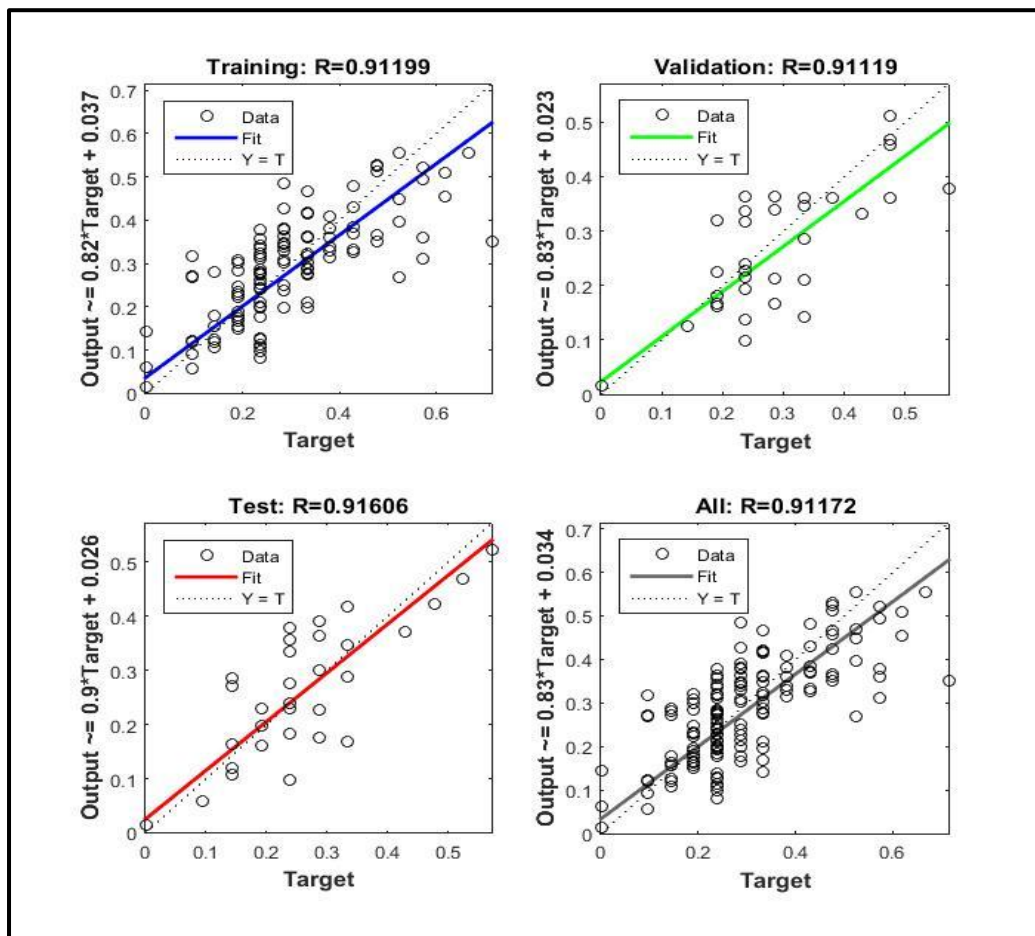 Training: R=0.91199
Output ~= 0.82*Target + 0.037
Data
Fit
Y = T
0.7
0.6
0.5
0.4
0.3
0.2
0.1
0
0
0.2
0.4
0.6
Target
Validation: R=0.91119
Output ~= 0.83*Target + 0.023
Data
Fit
Y = T
0.5
0.4
0.3
0.2
0.1
0
0
0.1
0.2
0.3
0.4
0.5
Target
Test: R=0.91606
Output ~= 0.9*Target + 0.026
Data
Fit
Y = T
0.5
0.4
0.3
0.2
0.1
0
0
0.1
0.2
0.3
0.4
0.5
Target
All: R=0.91172
Output ~= 0.83*Target + 0.034
Data
Fit
Y = T
0.7
0.6
0.5
0.4
0.3
0.2
0.1
0
0
0.2
0.4
0.6
Target